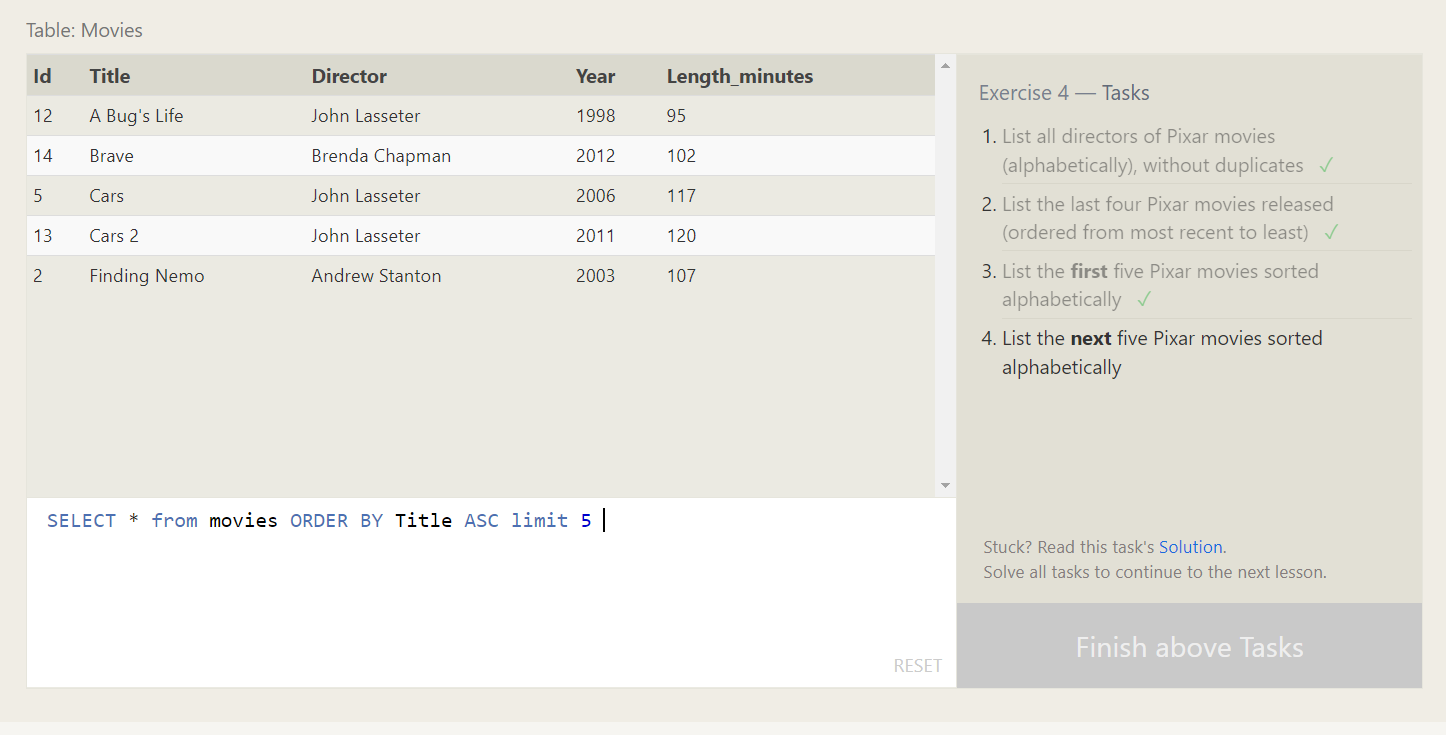 Table: Movies
Id Title Director Year Length_minutes
12 A Bug's Life John Lasseter 1998 95
14 Brave Brenda Chapman 2012 102
5 Cars John Lasseter 2006 117
13 Cars 2 John Lasseter 2011 120
2 Finding Nemo Andrew Stanton 2003 107
SELECT * from movies ORDER BY Title ASC limit 5
RESET
Exercise 4 — Tasks
1. List all directors of Pixar movies
(alphabetically), without duplicates ✓
2. List the last four Pixar movies released
(ordered from most recent to least) ✓
3. List the first five Pixar movies sorted
alphabetically ✓
4. List the next five Pixar movies sorted
alphabetically
Stuck? Read this task's Solution.
Solve all tasks to continue to the next lesson.
Finish above Tasks